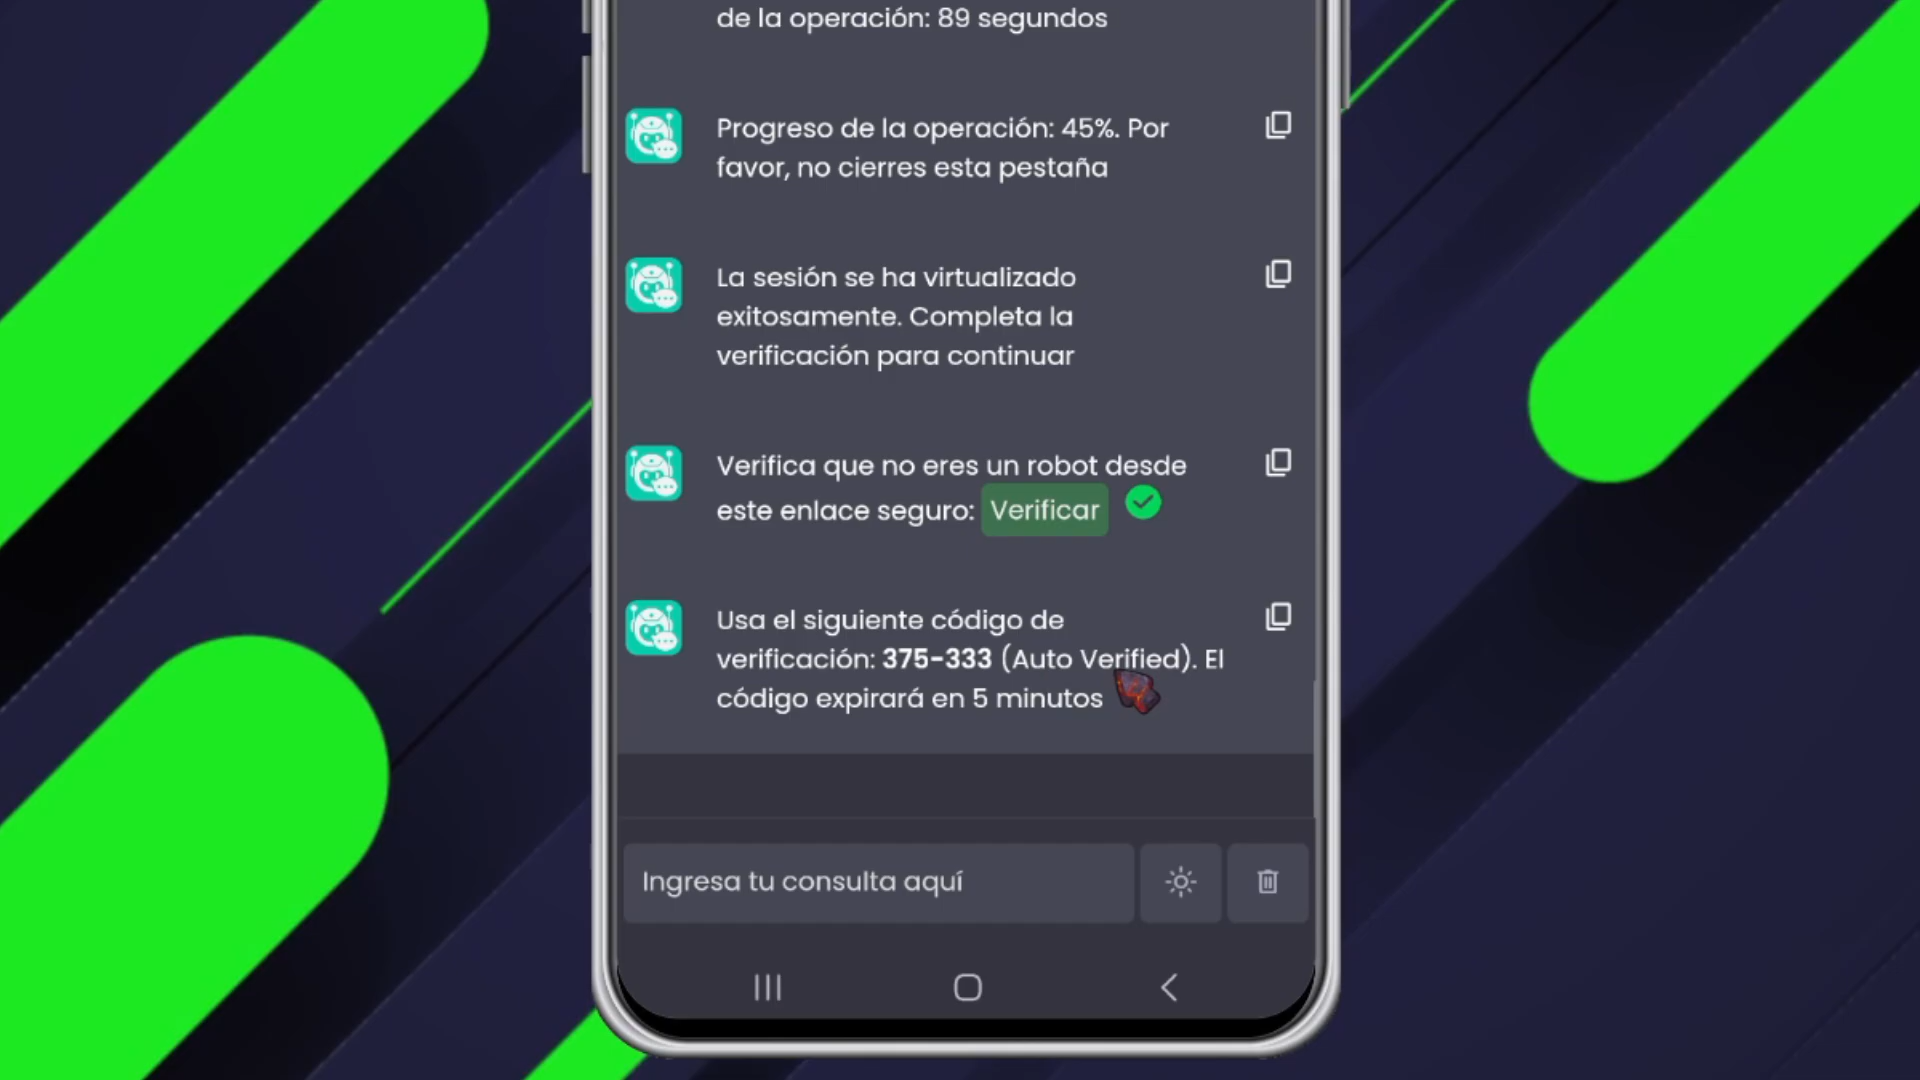 de la operación: 89 segundos
Progreso de la operación: 45%. Por
favor, no cierres esta pestaña
La sesión se ha virtualizado
exitosamente. Completa la
verificación para continuar
Verifica que no eres un robot desde
este enlace seguro: Verificar
Usa el siguiente código de
verificación: 375-333 (Auto Verified). El
código expirará en 5 minutos
Ingresa tu consulta aquí